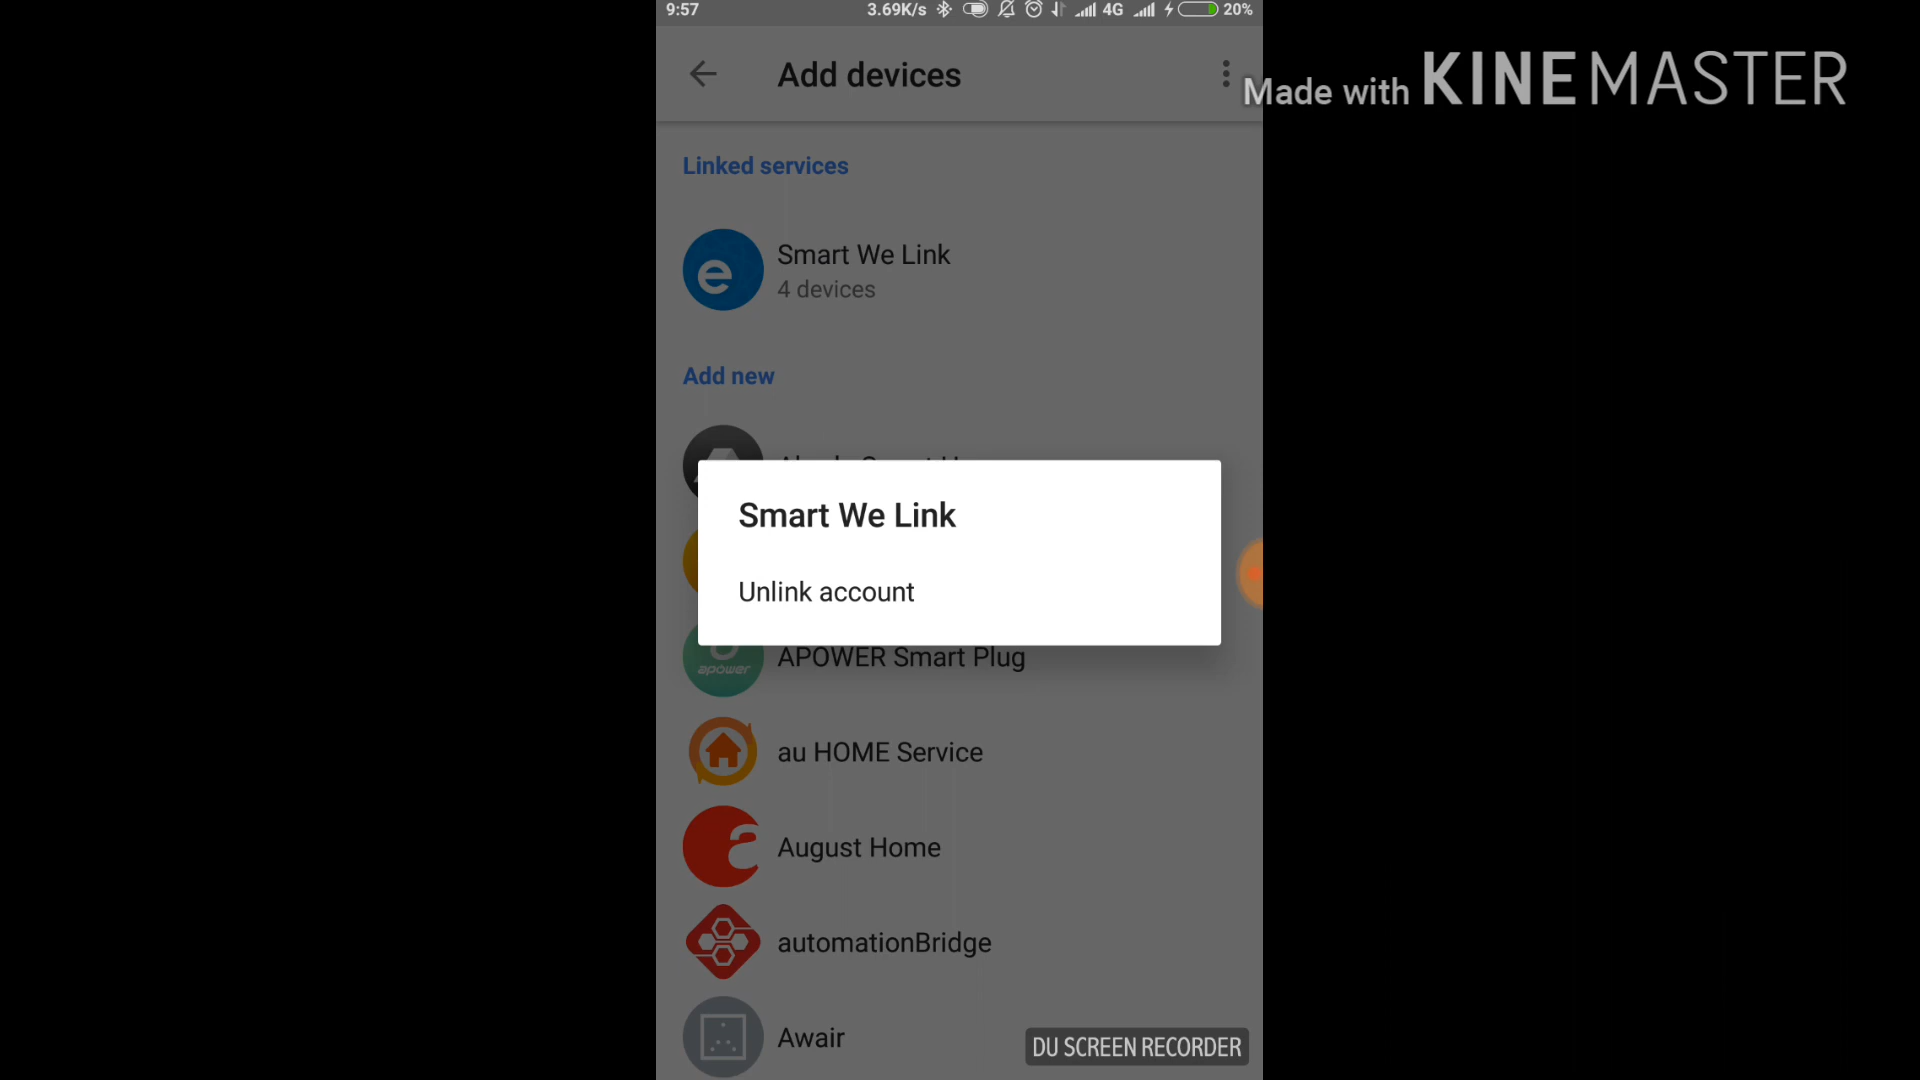 9:57
3.69K/s
4G
20%
Add devices
Made with KINEMASTER
Linked services
Smart We Link
4 devices
Add new
Smart We Link
Unlink account
apower
APOWER Smart Plug
au HOME Service
August Home
automationBridge
Awair
DU SCREEN RECORDER